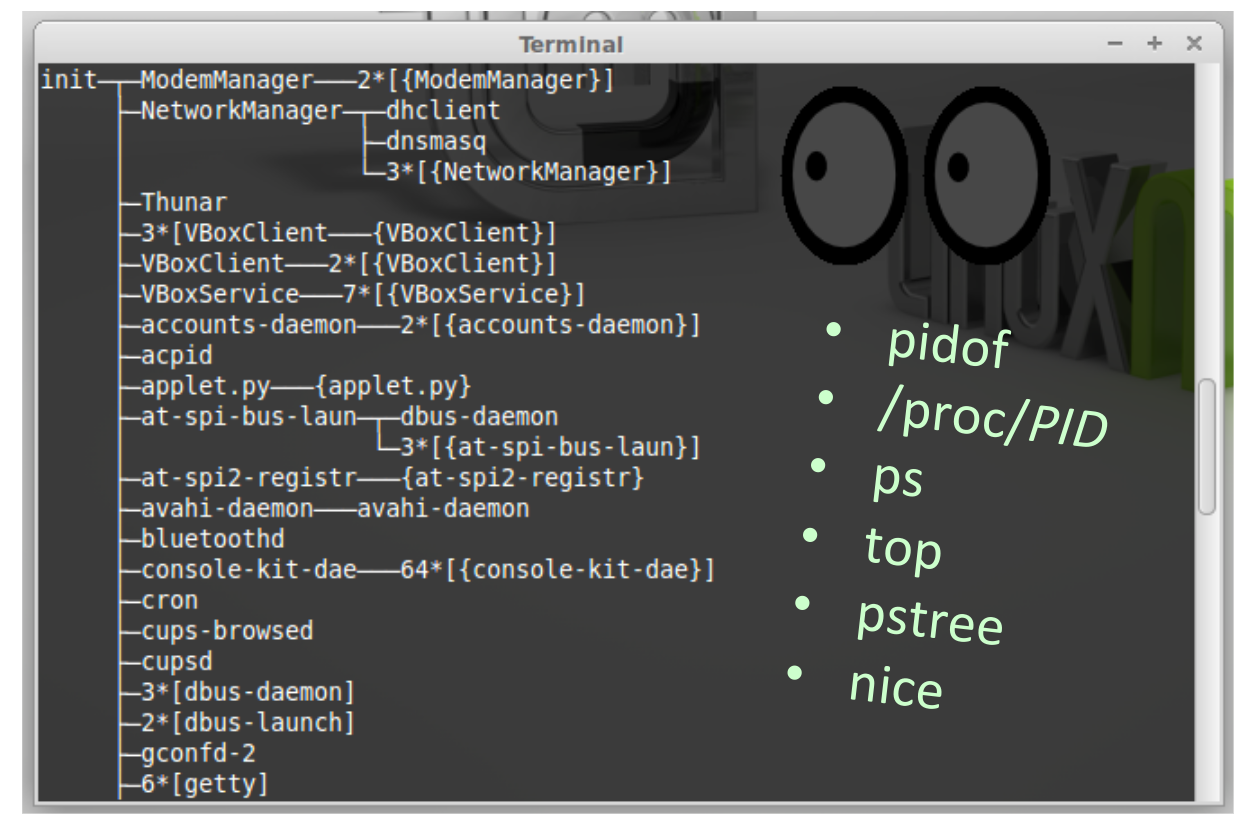 Terminal
init─┬─ModemManager───2*[{ModemManager}]
├─NetworkManager─┬─dhclient
├─dnsmasq
└─3*[{NetworkManager}]
├─Thunar
├─3*[VBoxClient───{VBoxClient}]
├─VBoxClient───2*[{VBoxClient}]
├─VBoxService───7*[{VBoxService}]
├─accounts-daemon───2*[{accounts-daemon}]
├─acpid
├─applet.py───{applet.py}
├─at-spi-bus-laun─┬─dbus-daemon
└─3*[{at-spi-bus-laun}]
├─at-spi2-registr───{at-spi2-registr}
├─avahi-daemon───avahi-daemon
├─bluetoothd
├─console-kit-dae───64*[{console-kit-dae}]
├─cron
├─cups-browsed
├─cupsd
├─3*[dbus-daemon]
├─2*[dbus-launch]
├─gconfd-2
├─6*[getty]
• pidof
• /proc/PID
• ps
• top
• pstree
• nice